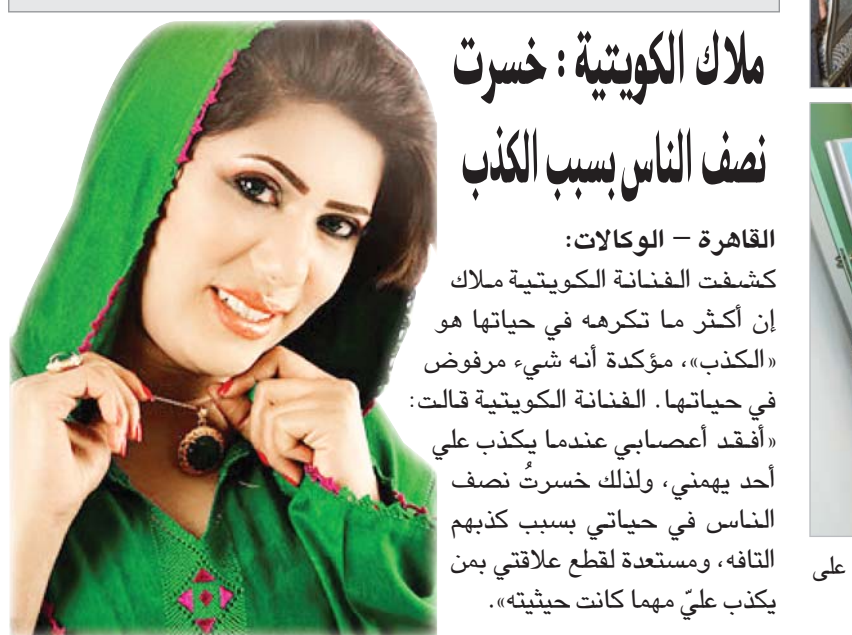 ملاك الكويتية : خسرت
نصف الناس بسبب الكذب
القاهرة – الوكالات:
كشفت الفنانة الكويتية ملاك
إن أكثر ما تكرهه في حياتها هو
«الكذب»، مؤكدة أنه شيء مرفوض
في حياتها. الفنانة الكويتية قالت:
«أفقد أعصابي عندما يكذب علي
أحد يهمني، ولذلك خسرتُ نصف
الناس في حياتي بسبب كذبهم
التافه، ومستعدة لقطع علاقتي بمن
يكذب عليّ مهما كانت حيثيته».
على